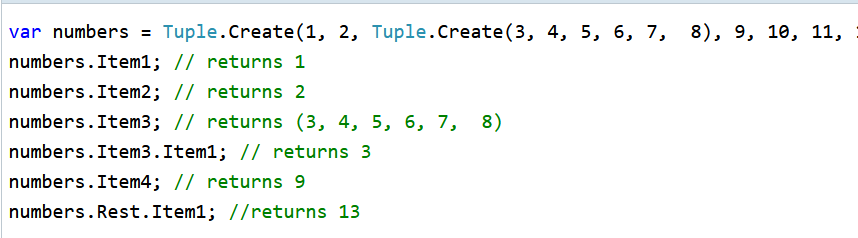 var numbers = Tuple.Create(1, 2, Tuple.Create(3, 4, 5, 6, 7,  8), 9, 10, 11,
numbers.Item1; // returns 1
numbers.Item2; // returns 2
numbers.Item3; // returns (3, 4, 5, 6, 7,  8)
numbers.Item3.Item1; // returns 3
numbers.Item4; // returns 9
numbers.Rest.Item1; //returns 13